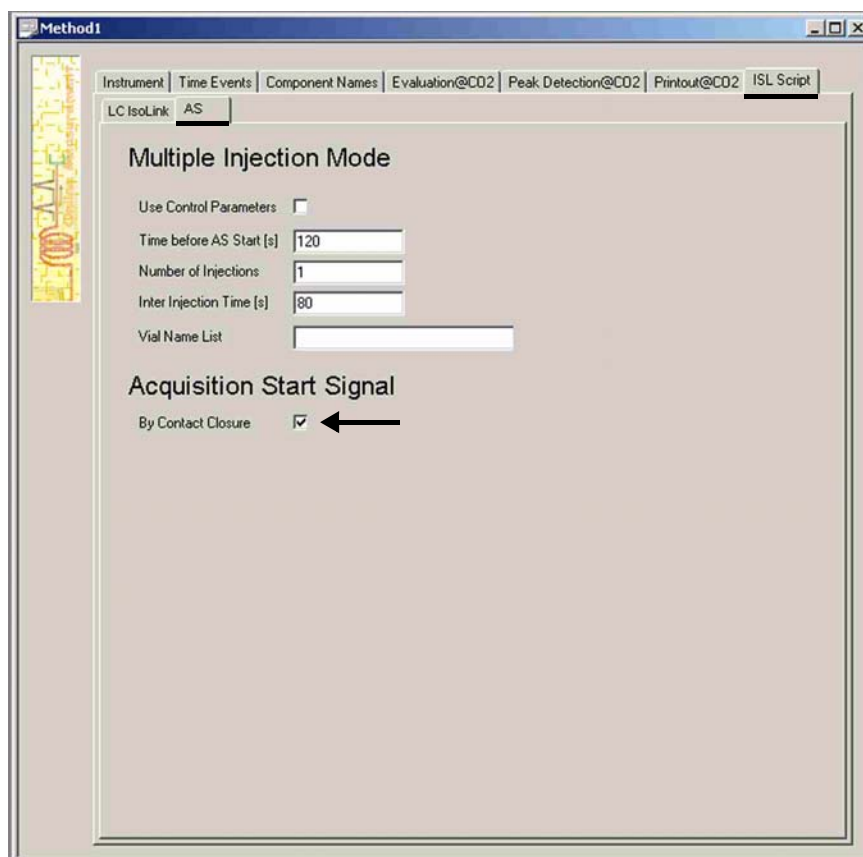 Method1
Instrument Time Events Component Names Evaluation@CO2 Peak Detection@CO2 Printout@CO2 ISL Script
LC IsoLink AS
Multiple Injection Mode
Use Control Parameters
Time before AS Start [s] 120
Number of Injections 1
Inter Injection Time [s] 80
Vial Name List
Acquisition Start Signal
By Contact Closure